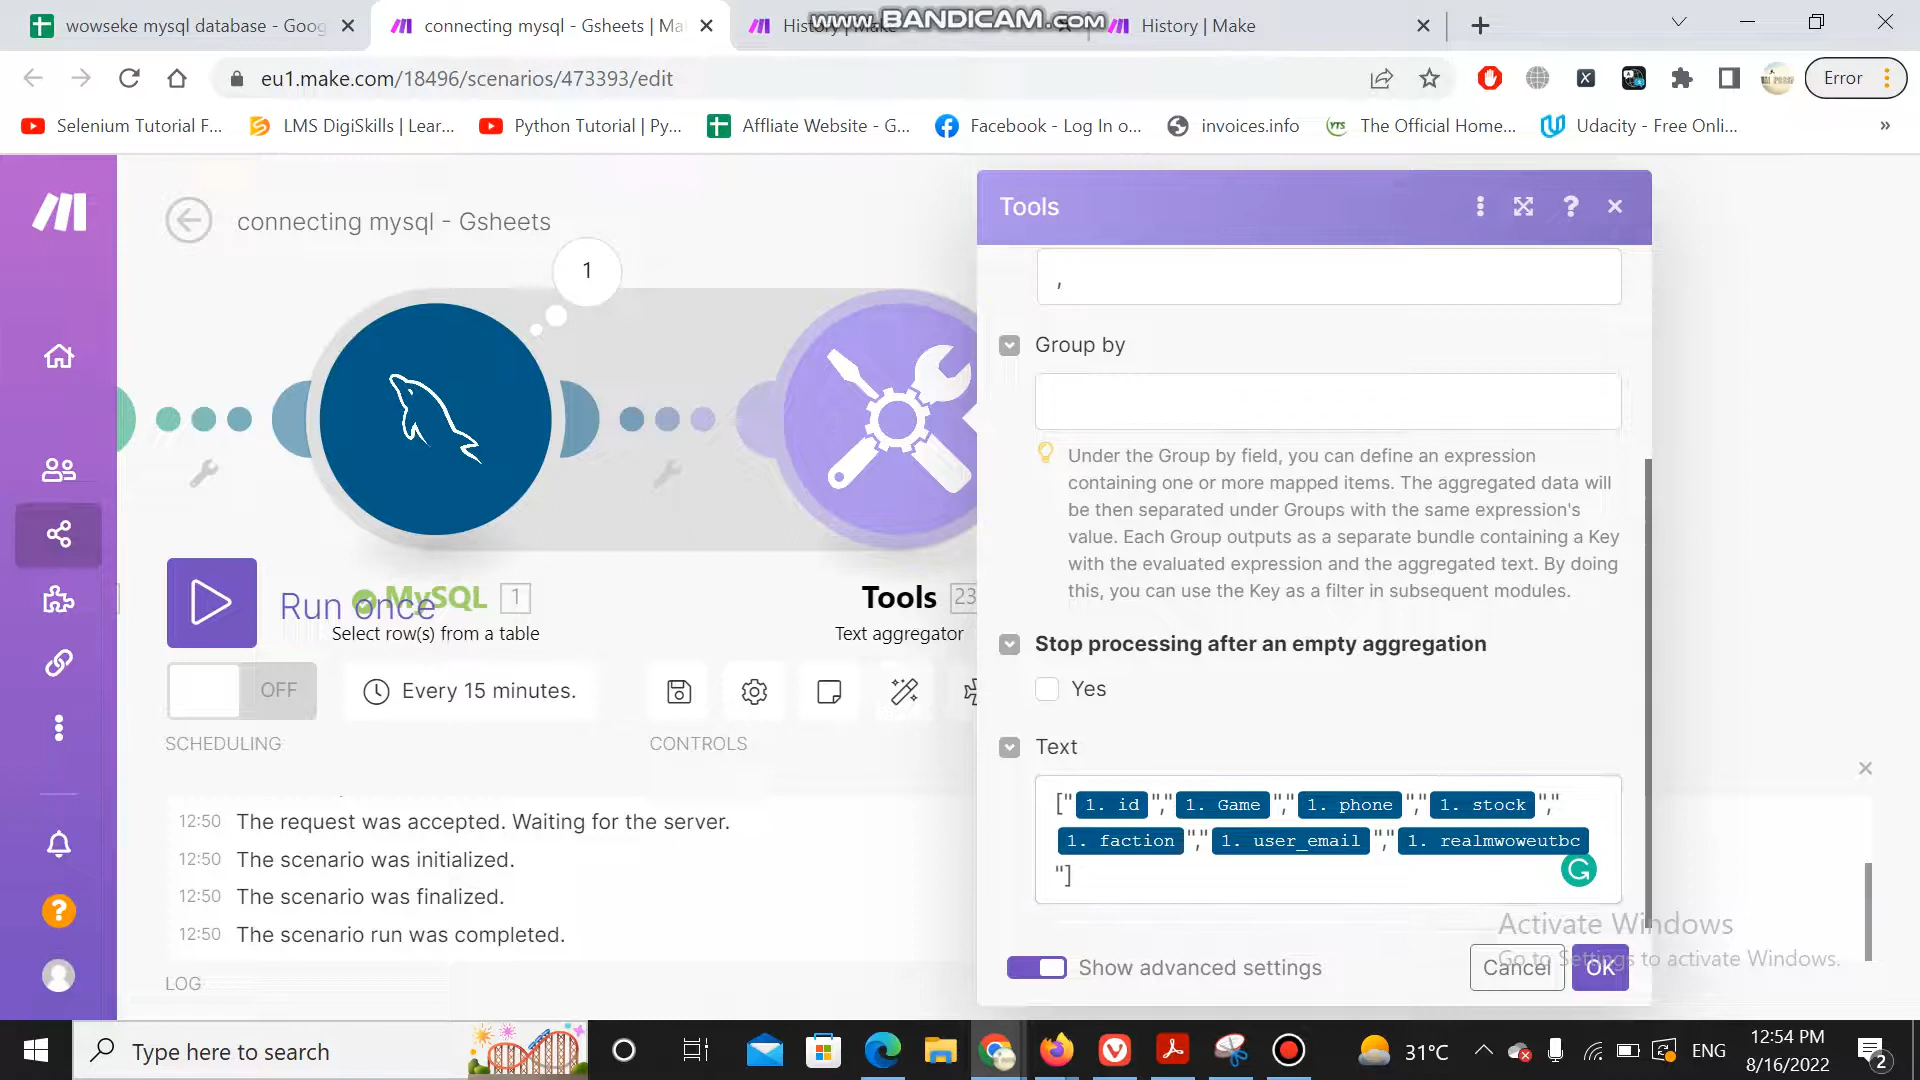 wowseke mysql database - Goog
connecting mysql - Gsheets | Ma
History | Make
www.BANDICAM.com
History | Make
eu1.make.com/18496/scenarios/473393/edit
Error
Selenium Tutorial F...
LMS DigiSkills | Lear...
Python Tutorial | Py...
Affliate Website - G...
Facebook - Log In o...
invoices.info
The Official Home...
Udacity - Free Onli...
»
connecting mysql - Gsheets
1
Tools
,
Group by
Under the Group by field, you can define an expression
containing one or more mapped items. The aggregated data will
be then separated under Groups with the same expression's
value. Each Group outputs as a separate bundle containing a Key
with the evaluated expression and the aggregated text. By doing
this, you can use the Key as a filter in subsequent modules.
Run once
MySQL 1
Select row(s) from a table
Tools 23
Text aggregator
Stop processing after an empty aggregation
Yes
OFF
Every 15 minutes.
SCHEDULING
CONTROLS
Text
["1. id","1. Game","1. phone","1. stock","
1. faction","1. user_email","1. realmwoweutbc
"]
12:50 The request was accepted. Waiting for the server.
12:50 The scenario was initialized.
12:50 The scenario was finalized.
12:50 The scenario run was completed.
LOG
Show advanced settings
Cancel
OK
Activate Windows
Go to Settings to activate Windows.
Type here to search
31°C
ENG
12:54 PM
8/16/2022
2